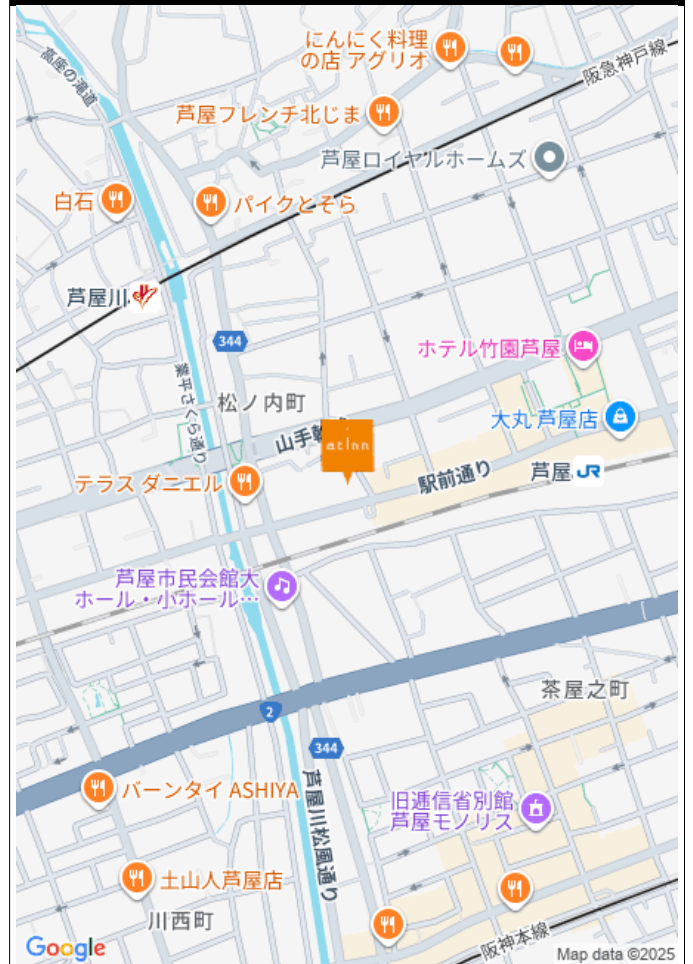 にんにく料理
の店 アグリオ
阪急神戸線
高座の滝道
芦屋フレンチ北じま
芦屋ロイヤルホームズ
白石
パイクとそら
芦屋川
344
ホテル竹園芦屋
業平さくら通り
松ノ内町
大丸 芦屋店
山手幹
atinn
テラス ダニエル
駅前通り
芦屋
JR
芦屋市民会館大
ホール・小ホール…
茶屋之町
2
344
バーンタイ ASHIYA
芦屋川松風通り
旧逓信省別館
芦屋モノリス
土山人芦屋店
川西町
阪神本線
Google
Map data ©2025